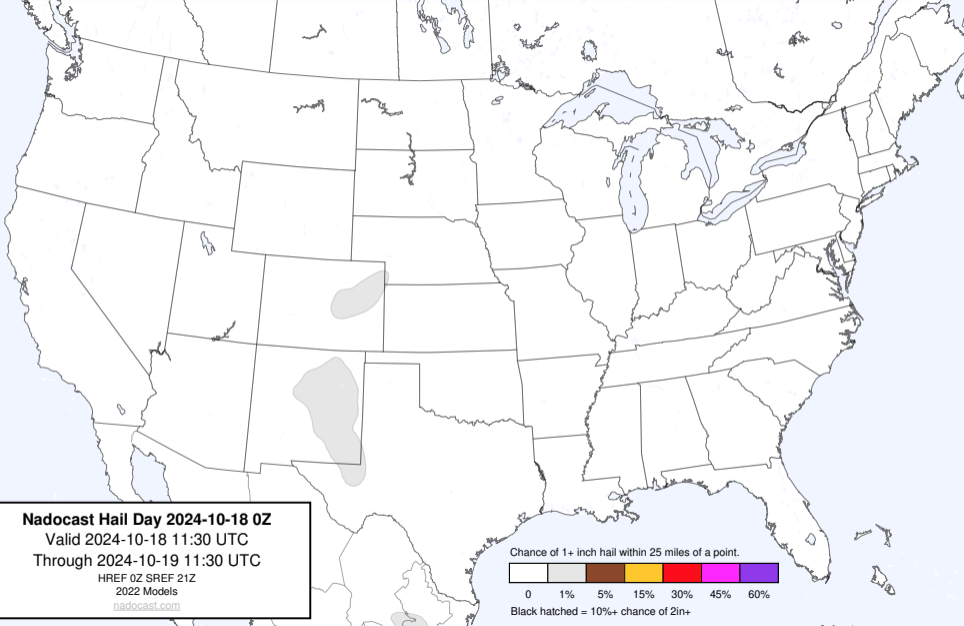 Nadocast Hail Day 2024-10-18 0Z
Valid 2024-10-18 11:30 UTC
Through 2024-10-19 11:30 UTC
HREF 0Z SREF 21Z
2022 Models
nadocast.com
Chance of 1+ inch hail within 25 miles of a point.
0 1% 5% 15% 30% 45% 60%
Black hatched = 10%+ chance of 2in+